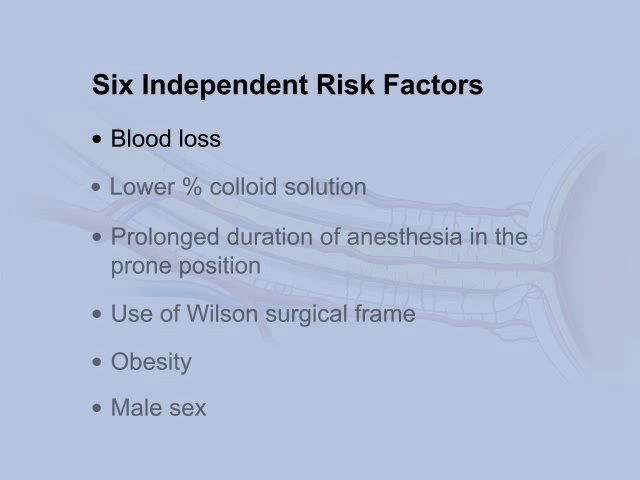 Six Independent Risk Factors
• Blood loss
• Lower % colloid solution
• Prolonged duration of anesthesia in the
prone position
• Use of Wilson surgical frame
• Obesity
• Male sex